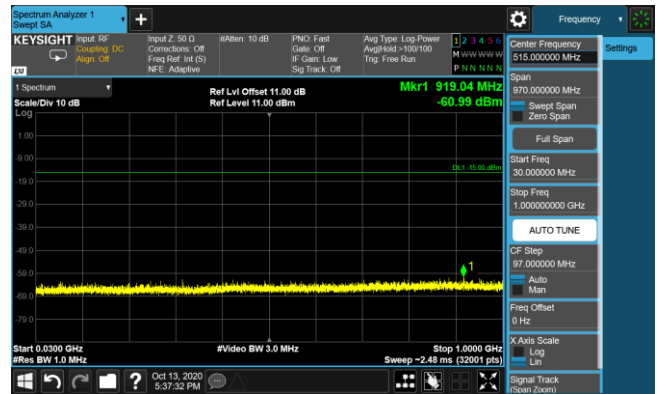 Spectrum Analyzer 1
Swept SA
+
Frequency
KEYSIGHT
Input: RF
Coupling: DC
Align: Off
Input Z: 50 Ω
Corrections: Off
Freq Ref: Int (S)
NFE: Adaptive
#Atten: 10 dB
PNO: Fast
Gate: Off
IF Gain: Low
Sig Track: Off
Avg Type: Log-Power
Avg|Hold:>100/100
Trig: Free Run
1 2 3 4 5 6
M W W W W W
P N N N N N
LXI
1 Spectrum
Scale/Div 10 dB
Log
Ref Lvl Offset 11.00 dB
Ref Level 11.00 dBm
Mkr1 919.04 MHz
-60.99 dBm
1.00
-9.00
DL1 -15.00 dBm
-19.0
-29.0
-39.0
-49.0
1
-59.0
-69.0
-79.0
Start 0.0300 GHz
#Res BW 1.0 MHz
#Video BW 3.0 MHz
Stop 1.0000 GHz
Sweep ~2.48 ms (32001 pts)
?
Oct 13, 2020
5:37:32 PM
Center Frequency
515.000000 MHz
Span
970.000000 MHz
Swept Span
Zero Span
Full Span
Start Freq
30.000000 MHz
Stop Freq
1.000000000 GHz
AUTO TUNE
CF Step
97.000000 MHz
Auto
Man
Freq Offset
0 Hz
X Axis Scale
Log
Lin
Signal Track
(Span Zoom)
Settings